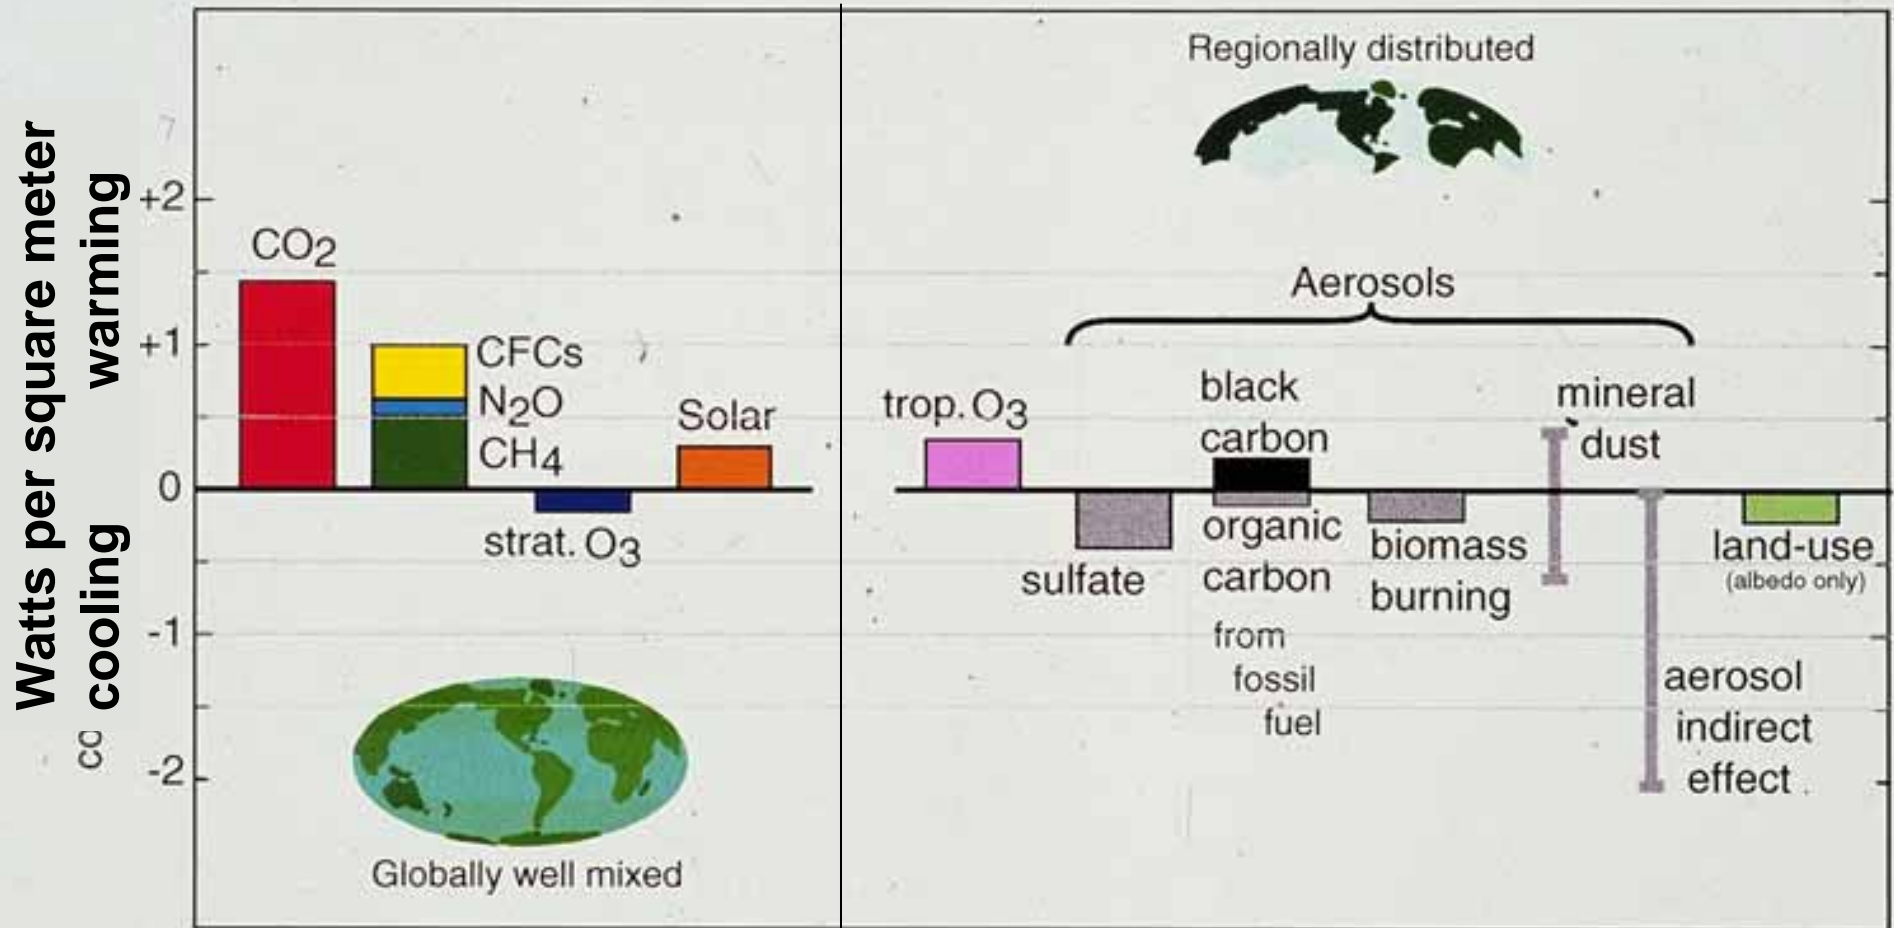 Watts per square meter
cooling warming
cc
+2
+1
0
-1
-2
CO2
CFCs
N2O
CH4
strat. O3
Solar
Globally well mixed
Regionally distributed
Aerosols
trop. O3
sulfate
black
carbon
organic
carbon
from
fossil
fuel
biomass
burning
mineral
dust
aerosol
indirect
effect
land-use
(albedo only)